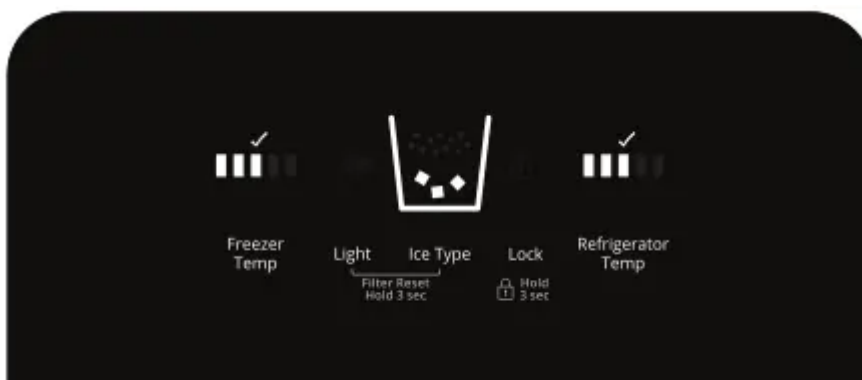 Freezer
Temp
Light
Ice Type
Lock
Refrigerator
Temp
Filter Reset
Hold 3 sec
Hold
3 sec